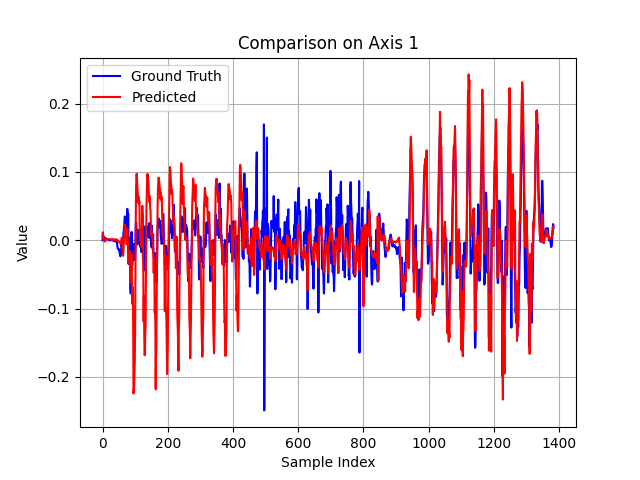 Comparison on Axis 1
Ground Truth
Predicted
Value
0.2
0.1
0.0
−0.1
−0.2
0 200 400 600 800 1000 1200 1400
Sample Index